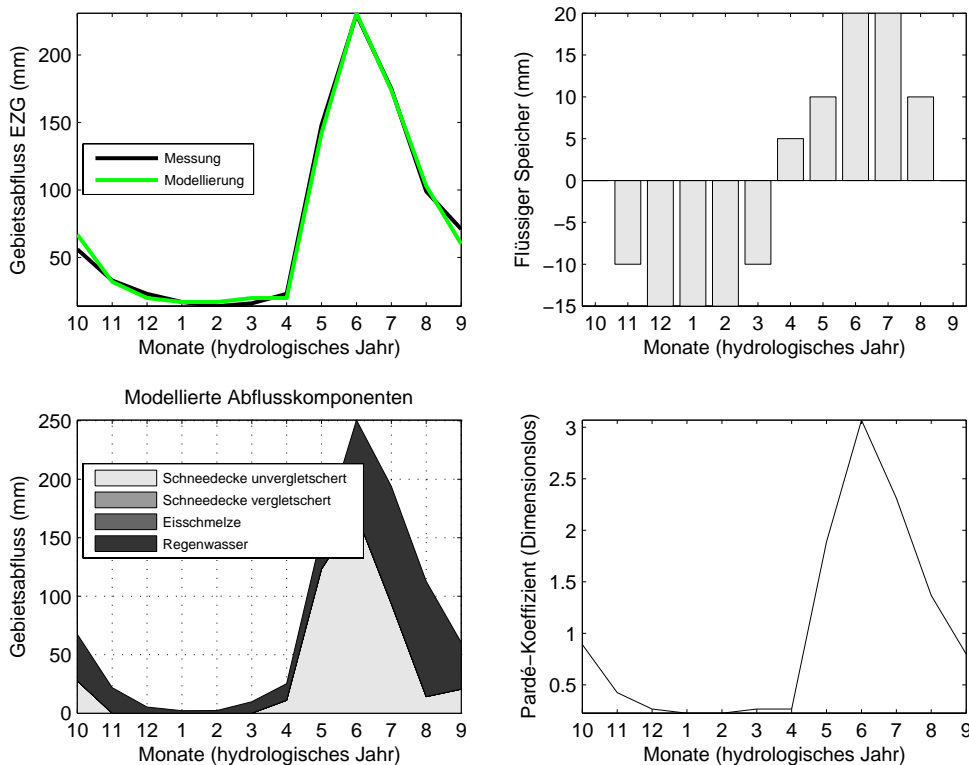 Gebietsabfluss EZG (mm)
200
150
100
50
Messung
Modellierung
10 11 12 1 2 3 4 5 6 7 8 9
Monate (hydrologisches Jahr)
Flüssiger Speicher (mm)
20
15
10
5
0
−5
−10
−15
10 11 12 1 2 3 4 5 6 7 8 9
Monate (hydrologisches Jahr)
Modellierte Abflusskomponenten
Gebietsabfluss (mm)
250
200
150
100
50
0
Schneedecke unvergletschert
Schneedecke vergletschert
Eisschmelze
Regenwasser
10 11 12 1 2 3 4 5 6 7 8 9
Monate (hydrologisches Jahr)
Pardé−Koeffizient (Dimensionslos)
3
2.5
2
1.5
1
0.5
10 11 12 1 2 3 4 5 6 7 8 9
Monate (hydrologisches Jahr)